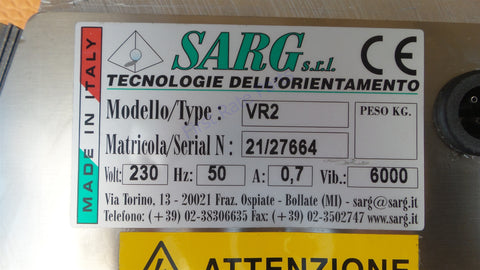 MADE IN ITALY
SARG s.r.l.
CE
TECNOLOGIE DELL'ORIENTAMENTO
Modello/Type : VR2
PESO KG.
Matricola/Serial N : 21/27664
Volt: 230 Hz: 50 A: 0,7 Vib.: 6000
Via Torino, 13 - 20021 Fraz. Ospiate - Bollate (MI) - sarg@sarg.it
Telefono: (+39) 02-38306635 Fax: (+39) 02-3502747 www.sarg.it
ATTENZIONE